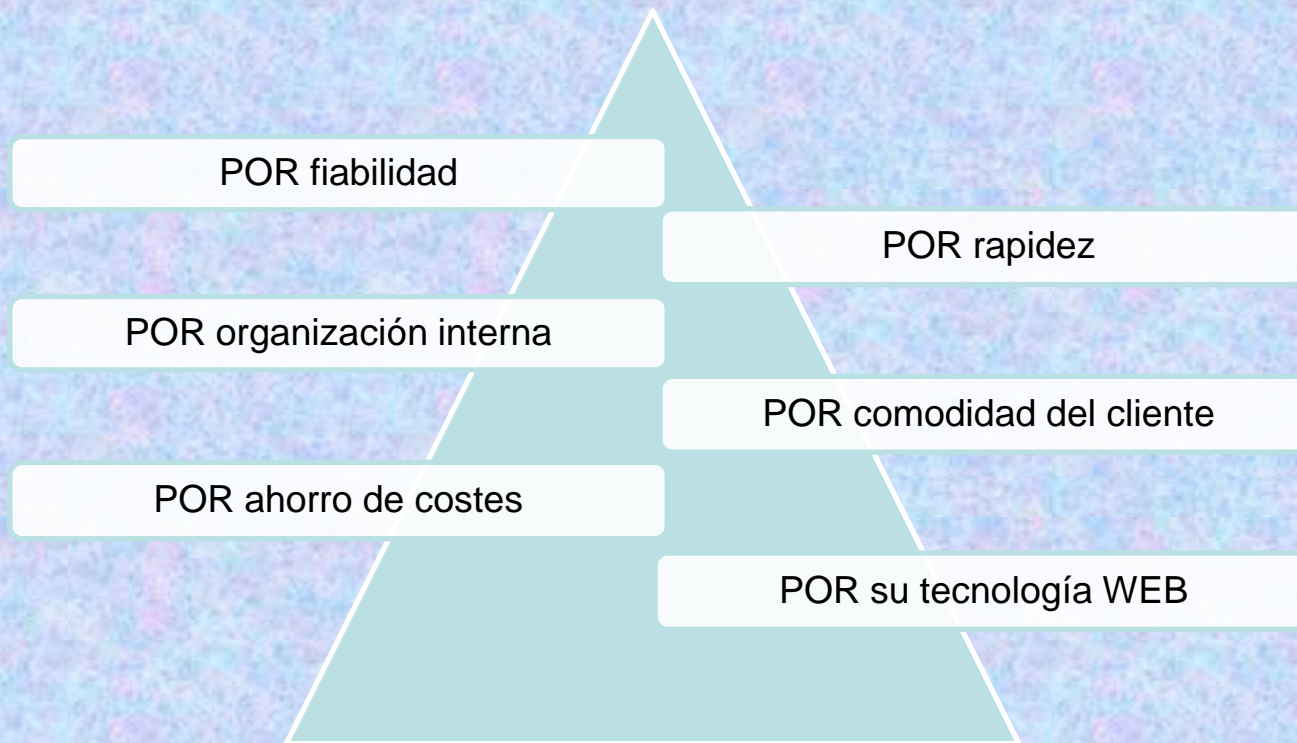 POR fiabilidad
POR rapidez
POR organización interna
POR comodidad del cliente
POR ahorro de costes
POR su tecnología WEB